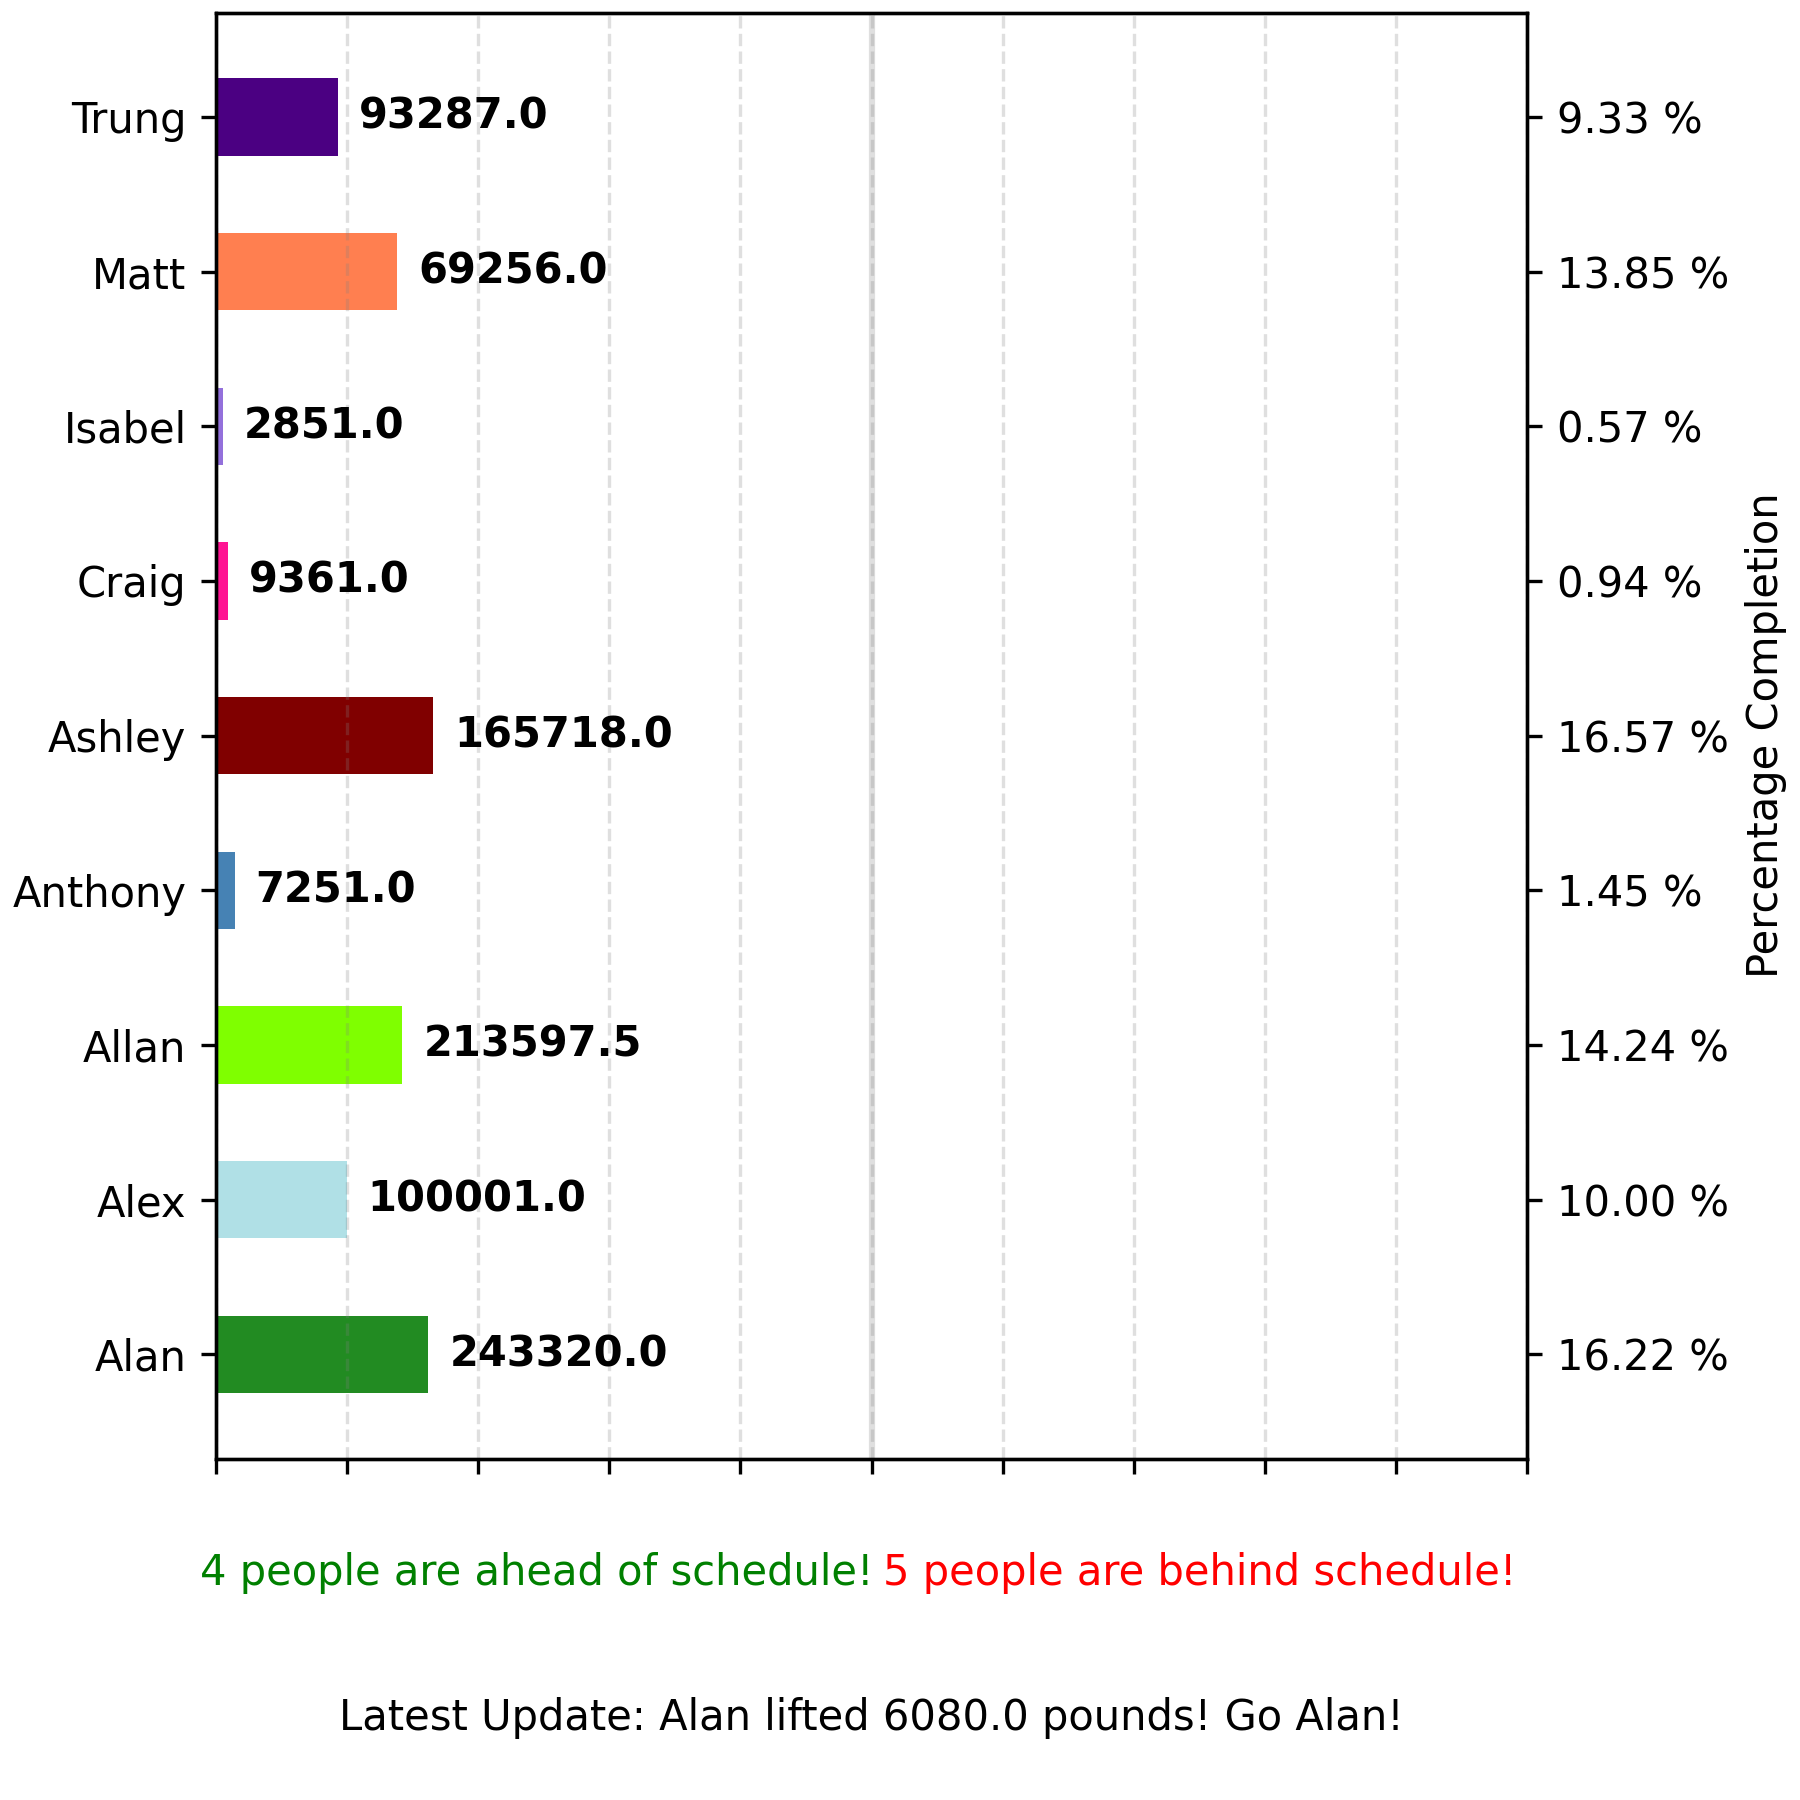 Trung 93287.0 9.33 %
Matt 69256.0 13.85 %
Isabel 2851.0 0.57 %
Craig 9361.0 0.94 %
Ashley 165718.0 16.57 %
Anthony 7251.0 1.45 %
Allan 213597.5 14.24 %
Alex 100001.0 10.00 %
Alan 243320.0 16.22 %
Percentage Completion
4 people are ahead of schedule! 5 people are behind schedule!
Latest Update: Alan lifted 6080.0 pounds! Go Alan!